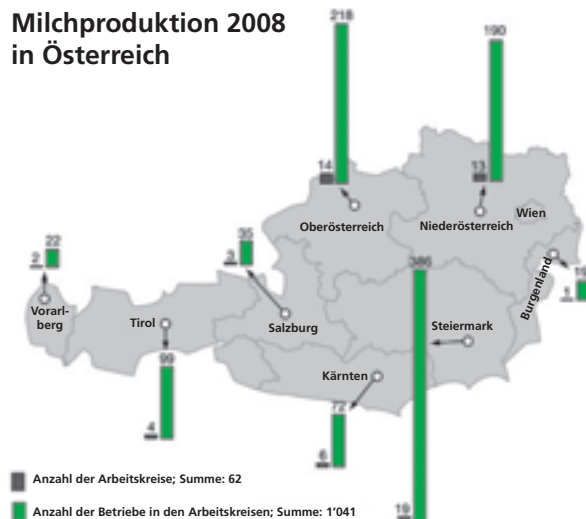 Milchproduktion 2008
in Österreich
218
190
14
13
Oberösterreich
Niederösterreich
Wien
2
22
3
35
386
Burgenland
19
1
Vorarl-
berg
Tirol
Salzburg
Steiermark
99
Kärnten
4
72
6
19
Anzahl der Arbeitskreise; Summe: 62
Anzahl der Betriebe in den Arbeitskreisen; Summe: 1’041